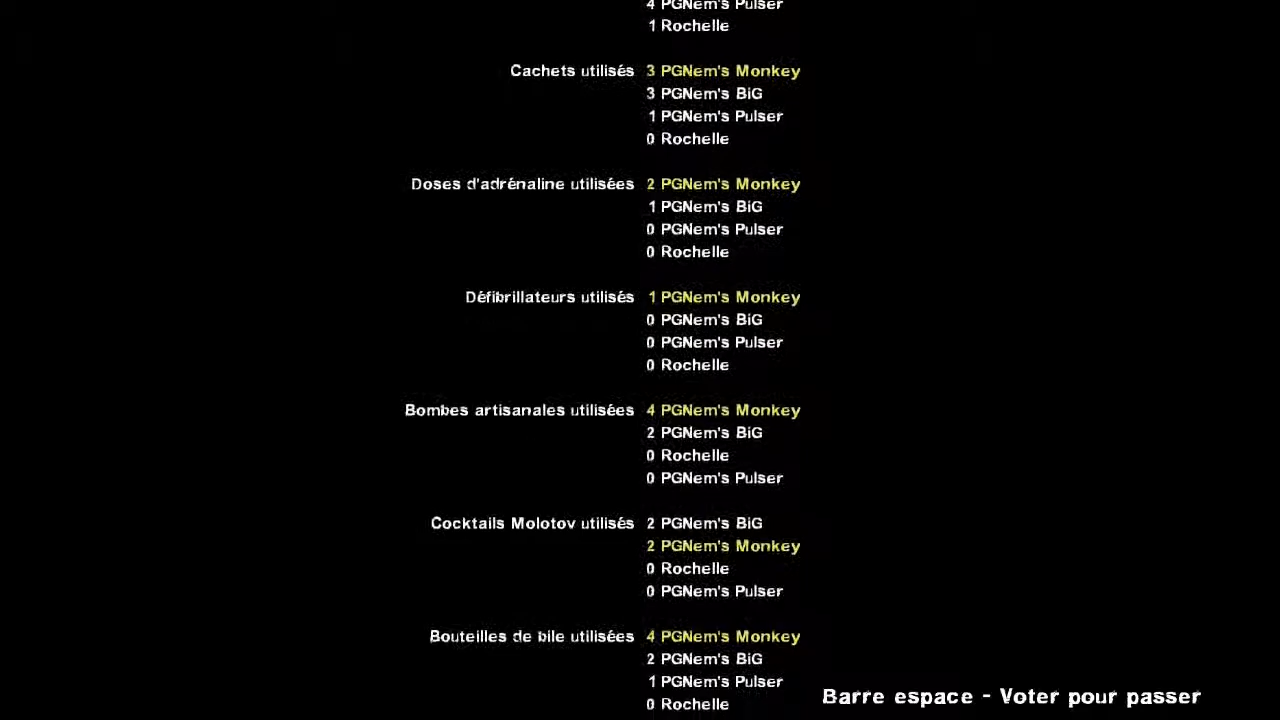 4 PGNem's Pulser
1 Rochelle
Cachets utilisés 3 PGNem's Monkey
3 PGNem's BiG
1 PGNem's Pulser
0 Rochelle
Doses d'adrénaline utilisées 2 PGNem's Monkey
1 PGNem's BiG
0 PGNem's Pulser
0 Rochelle
Défibrillateurs utilisés 1 PGNem's Monkey
0 PGNem's BiG
0 PGNem's Pulser
0 Rochelle
Bombes artisanales utilisées 4 PGNem's Monkey
2 PGNem's BiG
0 Rochelle
0 PGNem's Pulser
Cocktails Molotov utilisés 2 PGNem's BiG
2 PGNem's Monkey
0 Rochelle
0 PGNem's Pulser
Bouteilles de bile utilisées 4 PGNem's Monkey
2 PGNem's BiG
1 PGNem's Pulser
0 Rochelle
Barre espace - Voter pour passer